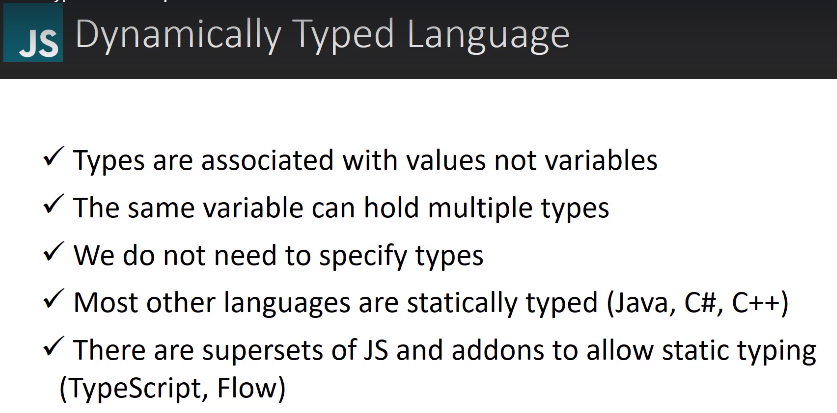 JS Dynamically Typed Language
✓ Types are associated with values not variables
✓ The same variable can hold multiple types
✓ We do not need to specify types
✓ Most other languages are statically typed (Java, C#, C++)
✓ There are supersets of JS and addons to allow static typing
(TypeScript, Flow)